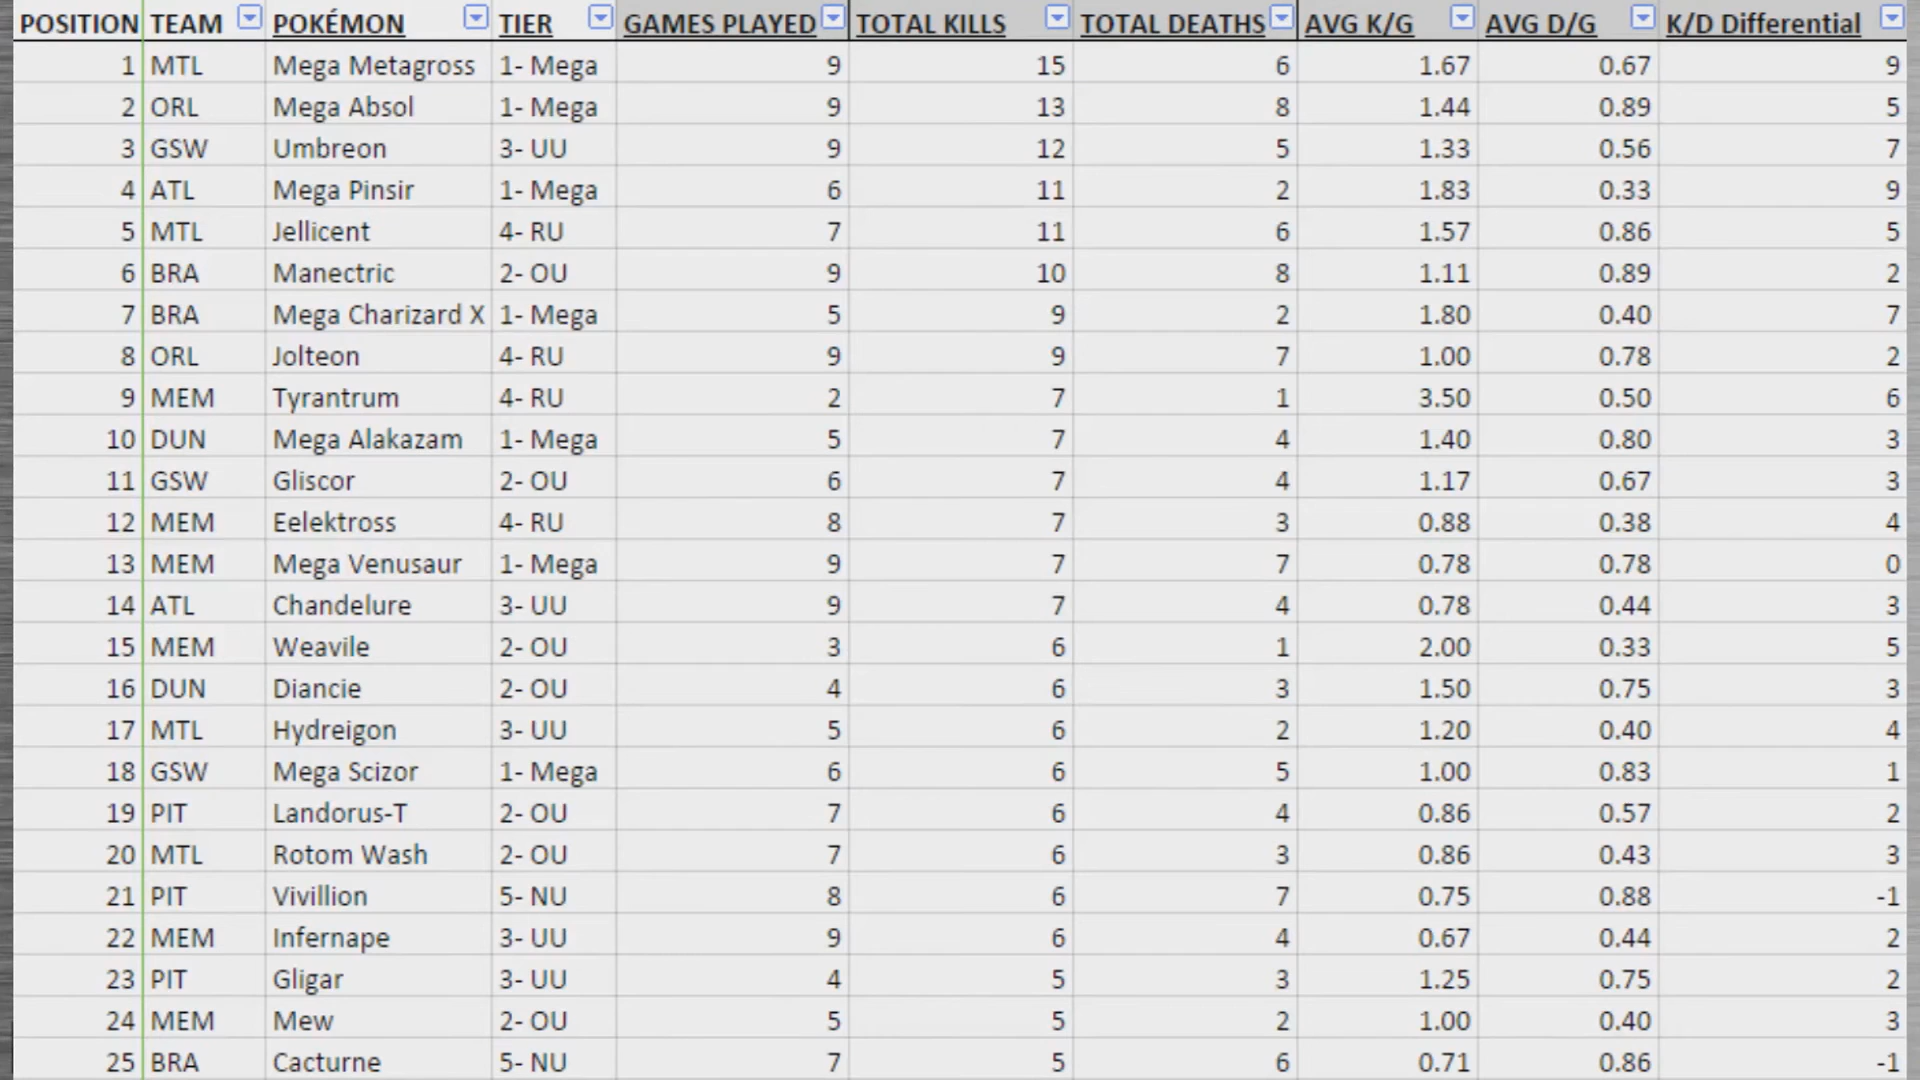 POSITION TEAM POKÉMON TIER GAMES PLAYED TOTAL KILLS TOTAL DEATHS AVG K/G AVG D/G K/D Differential
1 MTL Mega Metagross 1- Mega 9 15 6 1.67 0.67 9
2 ORL Mega Absol 1- Mega 9 13 8 1.44 0.89 5
3 GSW Umbreon 3- UU 9 12 5 1.33 0.56 7
4 ATL Mega Pinsir 1- Mega 6 11 2 1.83 0.33 9
5 MTL Jellicent 4- RU 7 11 6 1.57 0.86 5
6 BRA Manectric 2- OU 9 10 8 1.11 0.89 2
7 BRA Mega Charizard X 1- Mega 5 9 2 1.80 0.40 7
8 ORL Jolteon 4- RU 9 9 7 1.00 0.78 2
9 MEM Tyrantrum 4- RU 2 7 1 3.50 0.50 6
10 DUN Mega Alakazam 1- Mega 5 7 4 1.40 0.80 3
11 GSW Gliscor 2- OU 6 7 4 1.17 0.67 3
12 MEM Eelektross 4- RU 8 7 3 0.88 0.38 4
13 MEM Mega Venusaur 1- Mega 9 7 7 0.78 0.78 0
14 ATL Chandelure 3- UU 9 7 4 0.78 0.44 3
15 MEM Weavile 2- OU 3 6 1 2.00 0.33 5
16 DUN Diancie 2- OU 4 6 3 1.50 0.75 3
17 MTL Hydreigon 3- UU 5 6 2 1.20 0.40 4
18 GSW Mega Scizor 1- Mega 6 6 5 1.00 0.83 1
19 PIT Landorus-T 2- OU 7 6 4 0.86 0.57 2
20 MTL Rotom Wash 2- OU 7 6 3 0.86 0.43 3
21 PIT Vivillion 5- NU 8 6 7 0.75 0.88 -1
22 MEM Infernape 3- UU 9 6 4 0.67 0.44 2
23 PIT Gligar 3- UU 4 5 3 1.25 0.75 2
24 MEM Mew 2- OU 5 5 2 1.00 0.40 3
25 BRA Cacturne 5- NU 7 5 6 0.71 0.86 -1